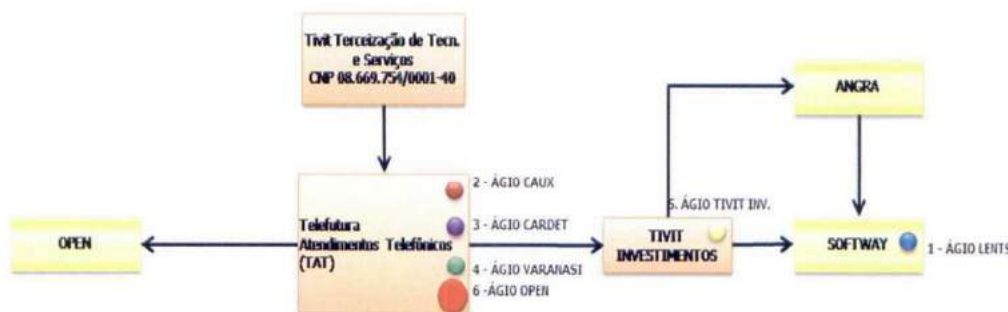 Tivit Terceização de Tecn.
e Serviços
CNP 08.669.754/0001-40
ANGRA
2 - ÁGIO CAUX
5. ÁGIO TIVIT INV.
OPEN
Telefutura
Atendimentos Telefônicos
(TAT)
3 - ÁGIO CARDET
TIVIT
INVESTIMENTOS
SOFTWAY
1 - ÁGIO LENTS
4 - ÁGIO VARANASI
6 -ÁGIO OPEN